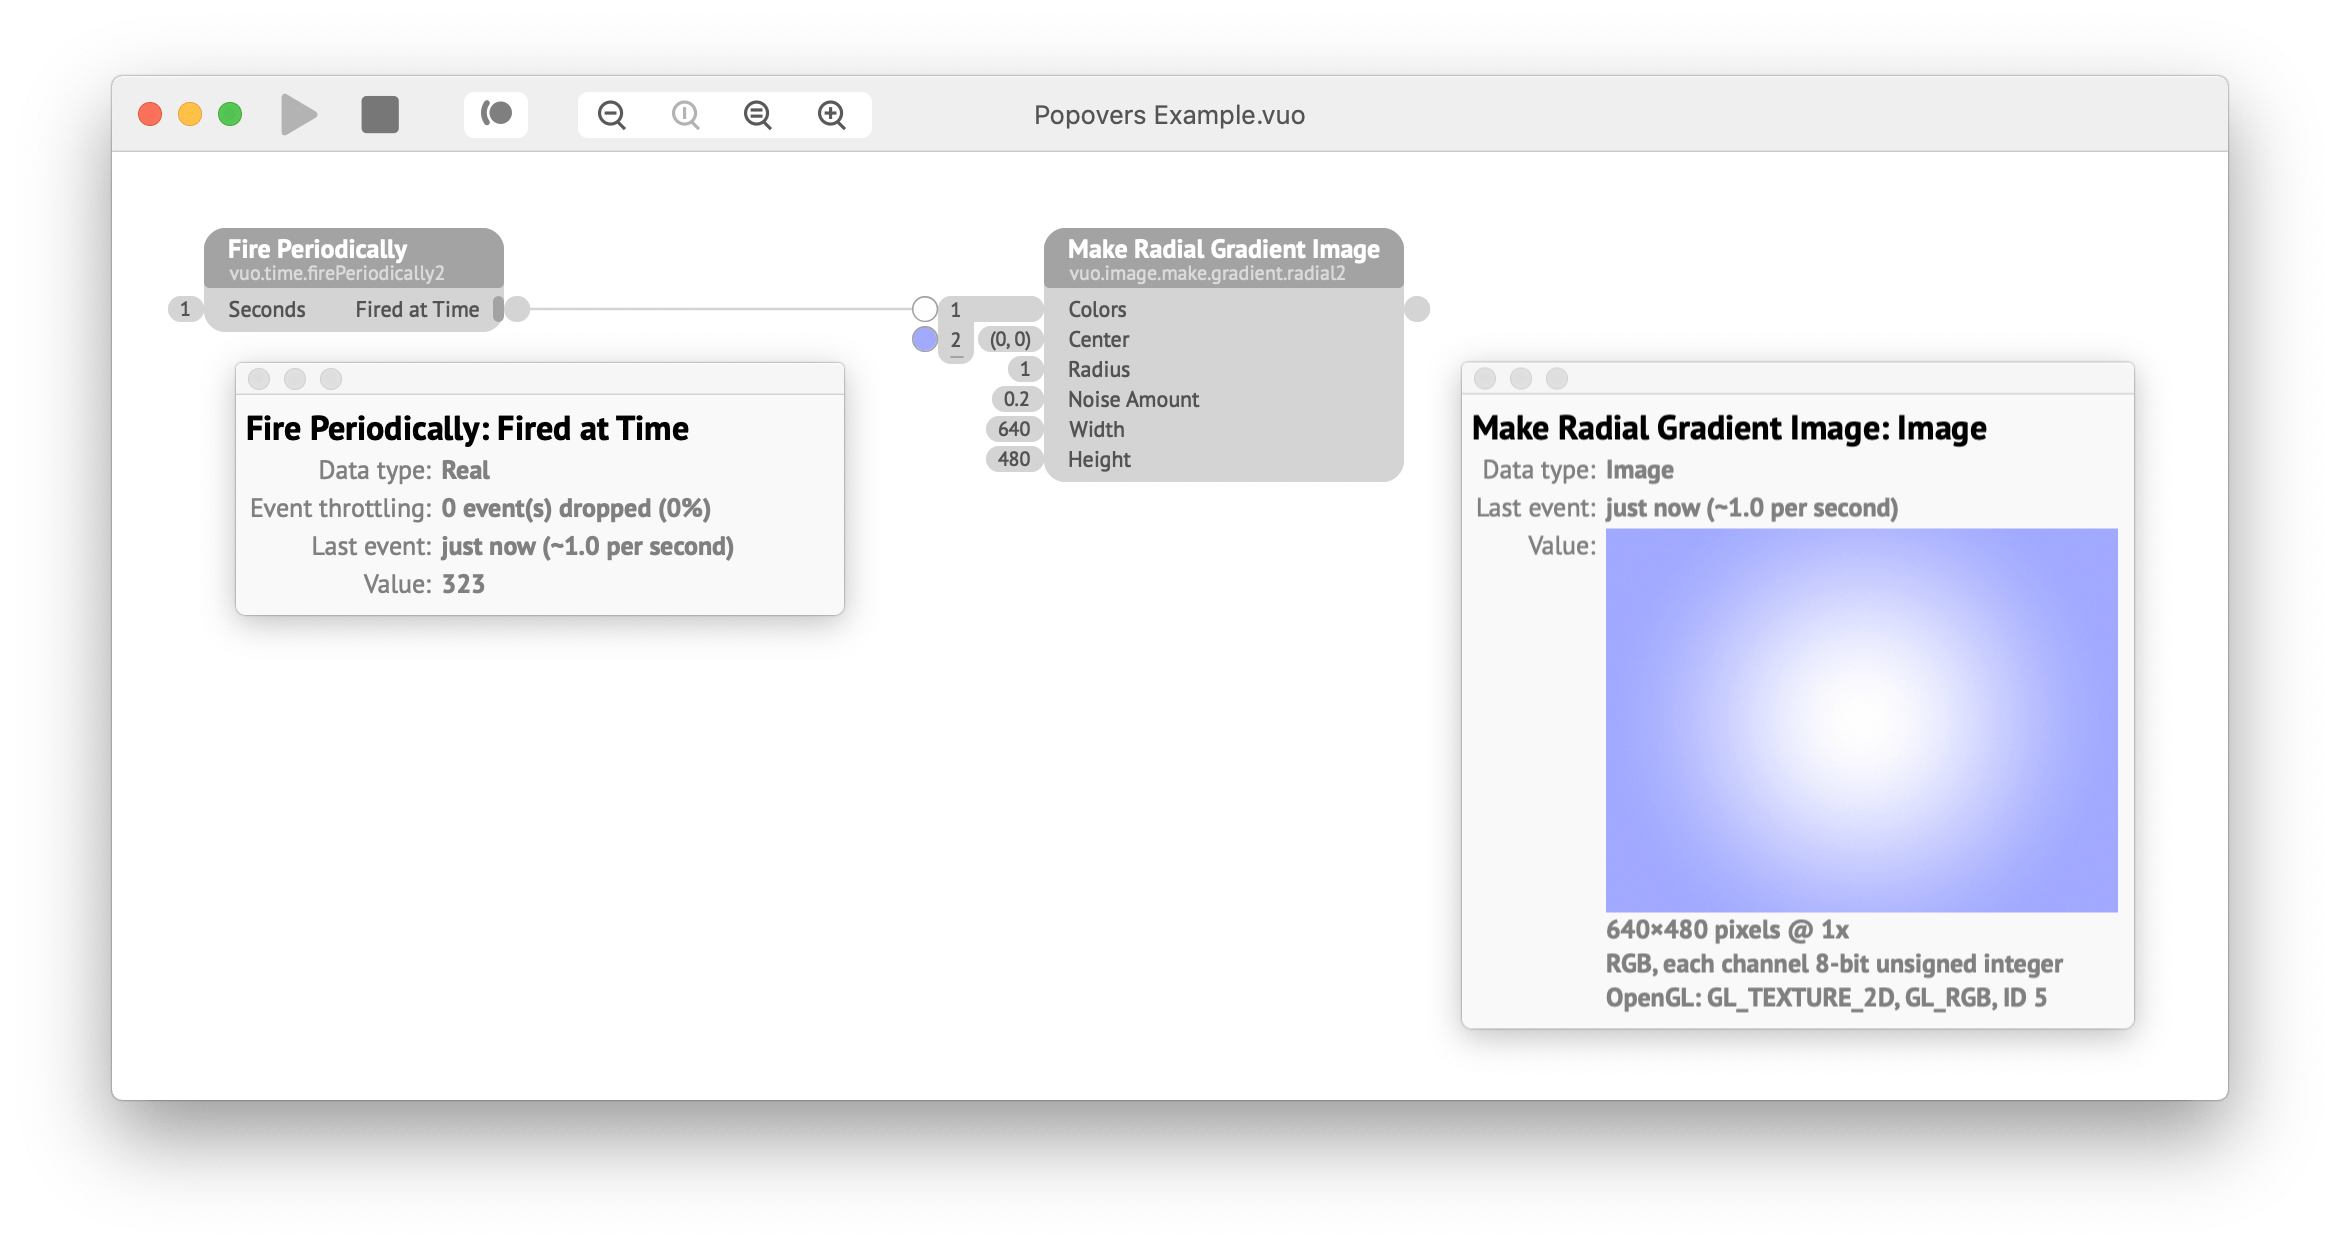 Popovers Example.vuo
Fire Periodically
vuo.time.firePeriodically2
1 Seconds Fired at Time
Fire Periodically: Fired at Time
Data type: Real
Event throttling: 0 event(s) dropped (0%)
Last event: just now (~1.0 per second)
Value: 323
Make Radial Gradient Image
vuo.image.make.gradient.radial2
1 Colors
2 (0, 0) Center
1 Radius
0.2 Noise Amount
640 Width
480 Height
Make Radial Gradient Image: Image
Data type: Image
Last event: just now (~1.0 per second)
Value:
640×480 pixels @ 1x
RGB, each channel 8-bit unsigned integer
OpenGL: GL_TEXTURE_2D, GL_RGB, ID 5